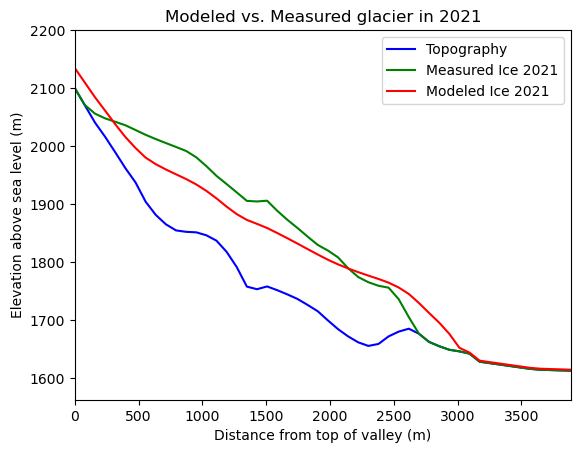 Modeled vs. Measured glacier in 2021
2200
2100
2000
1900
1800
1700
1600
Elevation above sea level (m)
Topography
Measured Ice 2021
Modeled Ice 2021
0 500 1000 1500 2000 2500 3000 3500
Distance from top of valley (m)